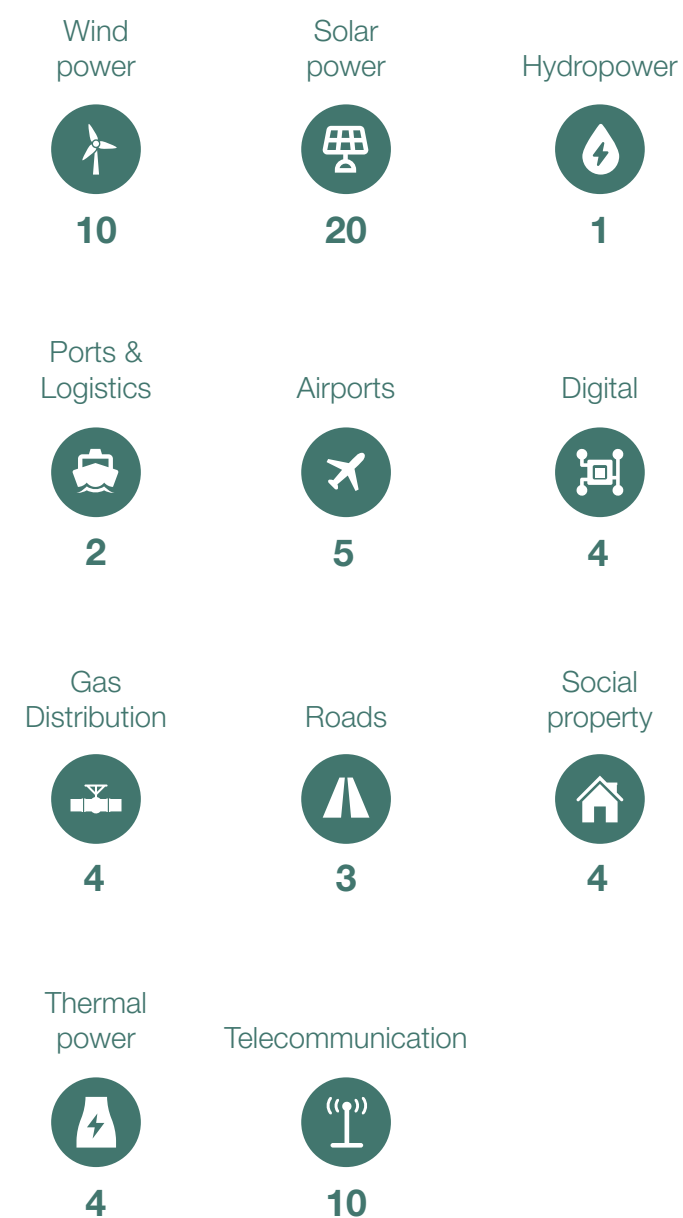 Wind
power
10
Solar
power
20
Hydropower
1
Ports &
Logistics
2
Airports
5
Digital
4
Gas
Distribution
4
Roads
3
Social
property
4
Thermal
power
4
Telecommunication
10